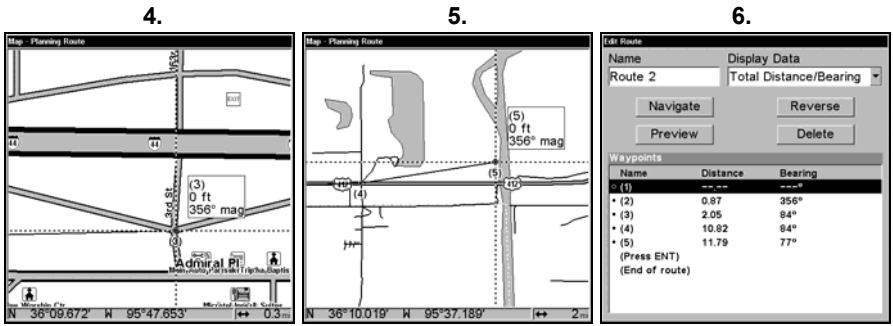 4.
5.
6.
Map - Planning Route
163r
EXIT
44
44
44
3rd St
(3)
0 ft
356° mag
(3)
Admiral Pl
N 36°09.672' W 95°47.653' ↔ 0.3 mi
Map - Planning Route
(5)
0 ft
356° mag
(5)
412
(4)
412
N 36°10.019' W 95°37.189' ↔ 2 mi
Edit Route
Name
Display Data
Route 2
Total Distance/Bearing
Navigate
Reverse
Preview
Delete
Waypoints
Name Distance Bearing
(1) --.-- ---°
• (2) 0.87 356°
• (3) 2.05 84°
• (4) 10.82 84°
• (5) 11.79 77°
(Press ENT)
(End of route)